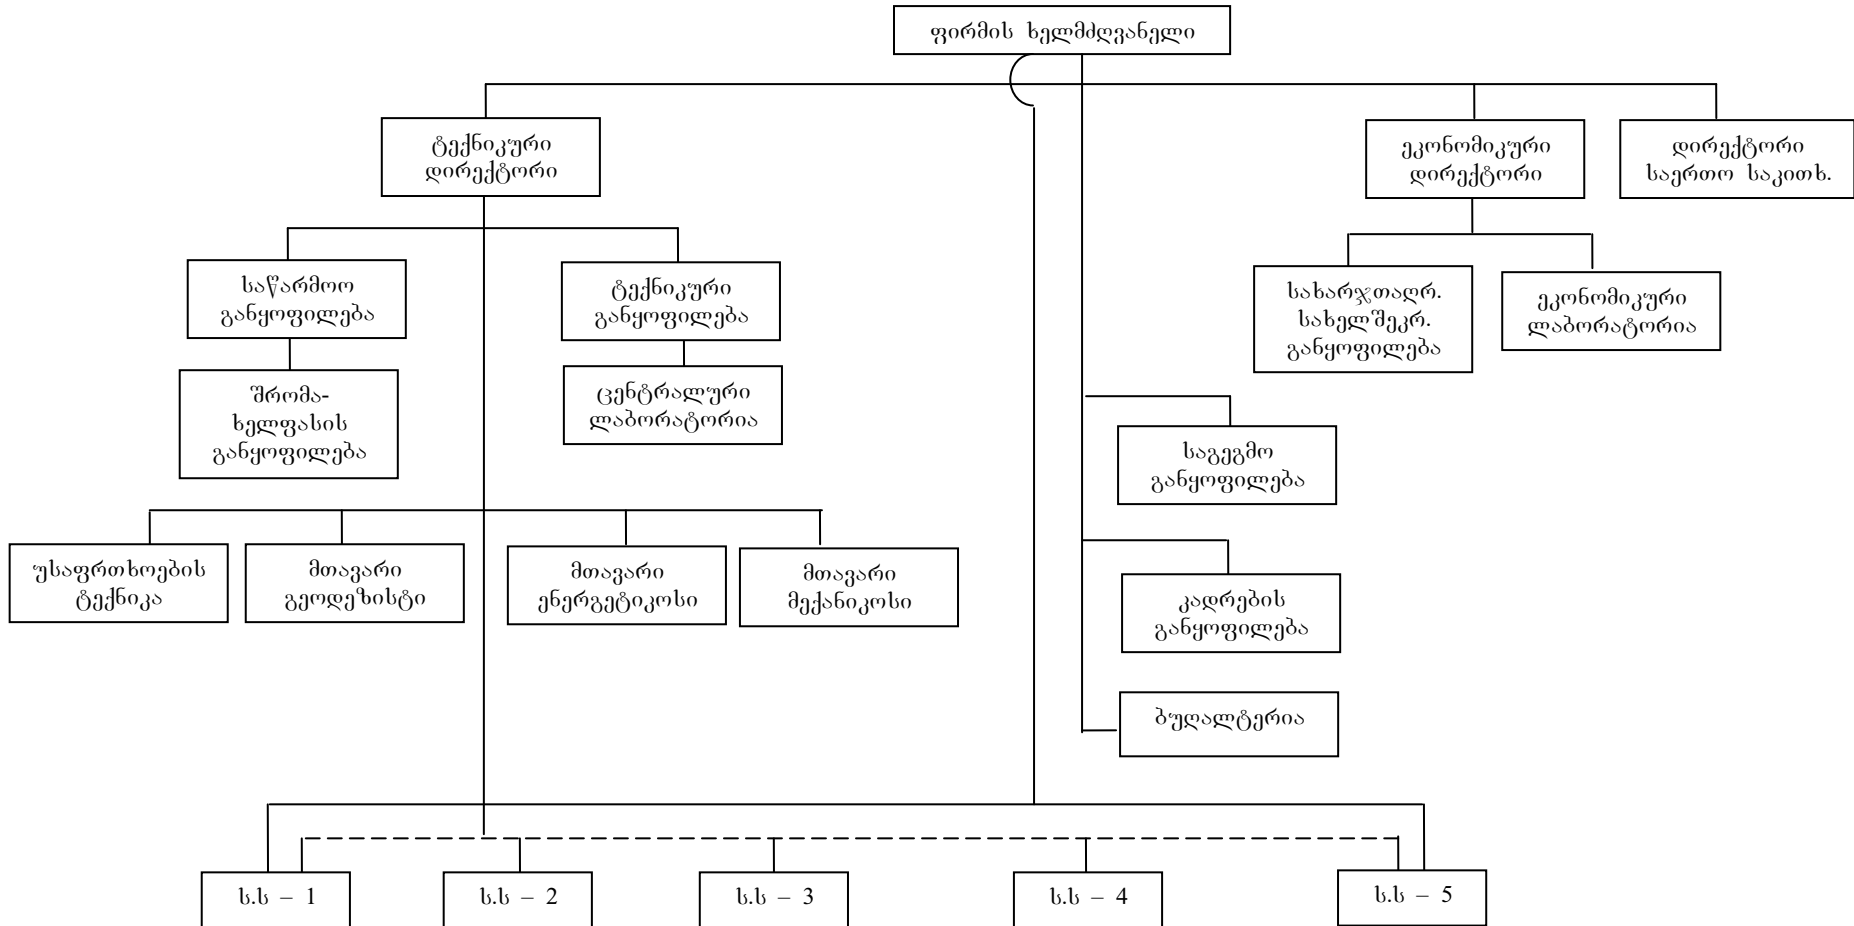 ფირმის ხელმძღვანელი
ტექნიკური
დირექტორი
ეკონომიკური
დირექტორი
დირექტორი
საერთო საკითხ.
საწარმოო
განყოფილება
ტექნიკური
განყოფილება
სახარჯთაღრ.
სახელშეკრ.
განყოფილება
ეკონომიკური
ლაბორატორია
შრომა-
ხელფასის
განყოფილება
ცენტრალური
ლაბორატორია
საგეგმო
განყოფილება
უსაფრთხოების
ტექნიკა
მთავარი
გეოდეზისტი
მთავარი
ენერგეტიკოსი
მთავარი
მექანიკოსი
კადრების
განყოფილება
ბუღალტერია
ს.ს – 1
ს.ს – 2
ს.ს – 3
ს.ს – 4
ს.ს – 5